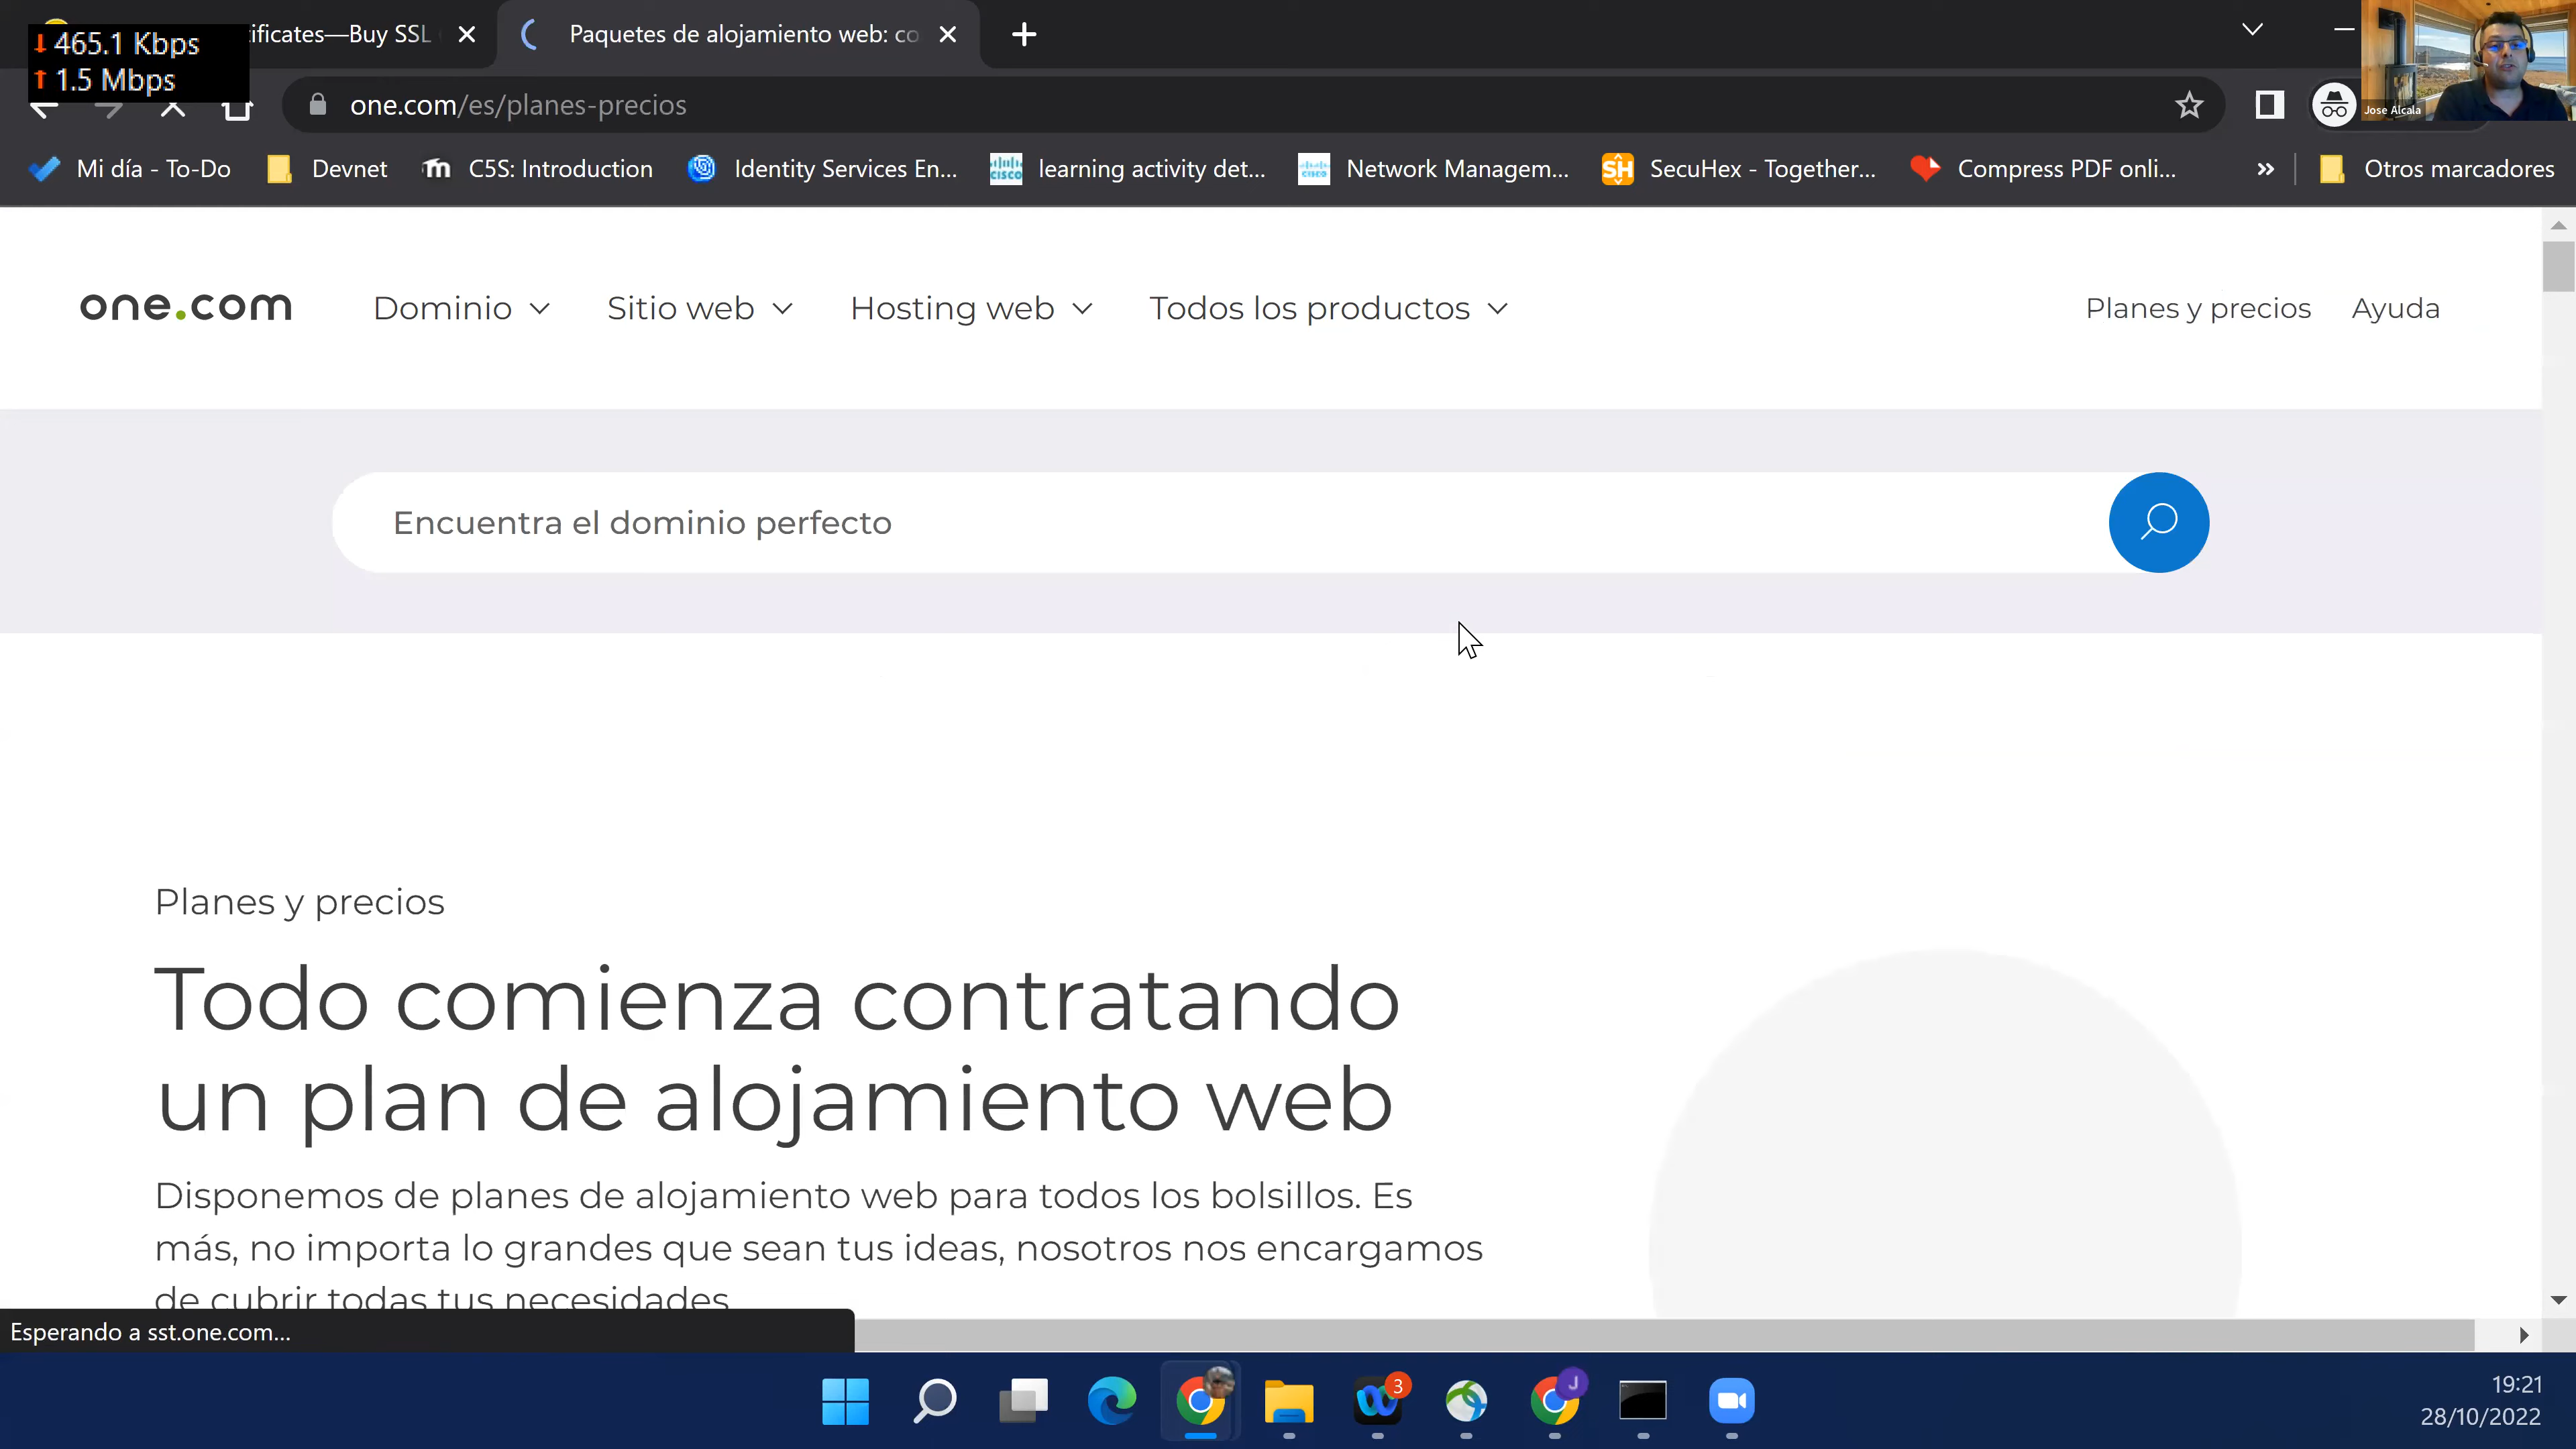 465.1 Kbps
1.5 Mbps
ificates—Buy SSL
Paquetes de alojamiento web: co
one.com/es/planes-precios
Jose Alcala
Mi día - To-Do
Devnet
C5S: Introduction
Identity Services En...
learning activity det...
Network Managem...
SecuHex - Together...
Compress PDF onli...
Otros marcadores
one.com
Dominio
Sitio web
Hosting web
Todos los productos
Planes y precios
Ayuda
Encuentra el dominio perfecto
Planes y precios
Todo comienza contratando
un plan de alojamiento web
Disponemos de planes de alojamiento web para todos los bolsillos. Es
más, no importa lo grandes que sean tus ideas, nosotros nos encargamos
de cubrir todas tus necesidades
Esperando a sst.one.com...
3
J
19:21
28/10/2022